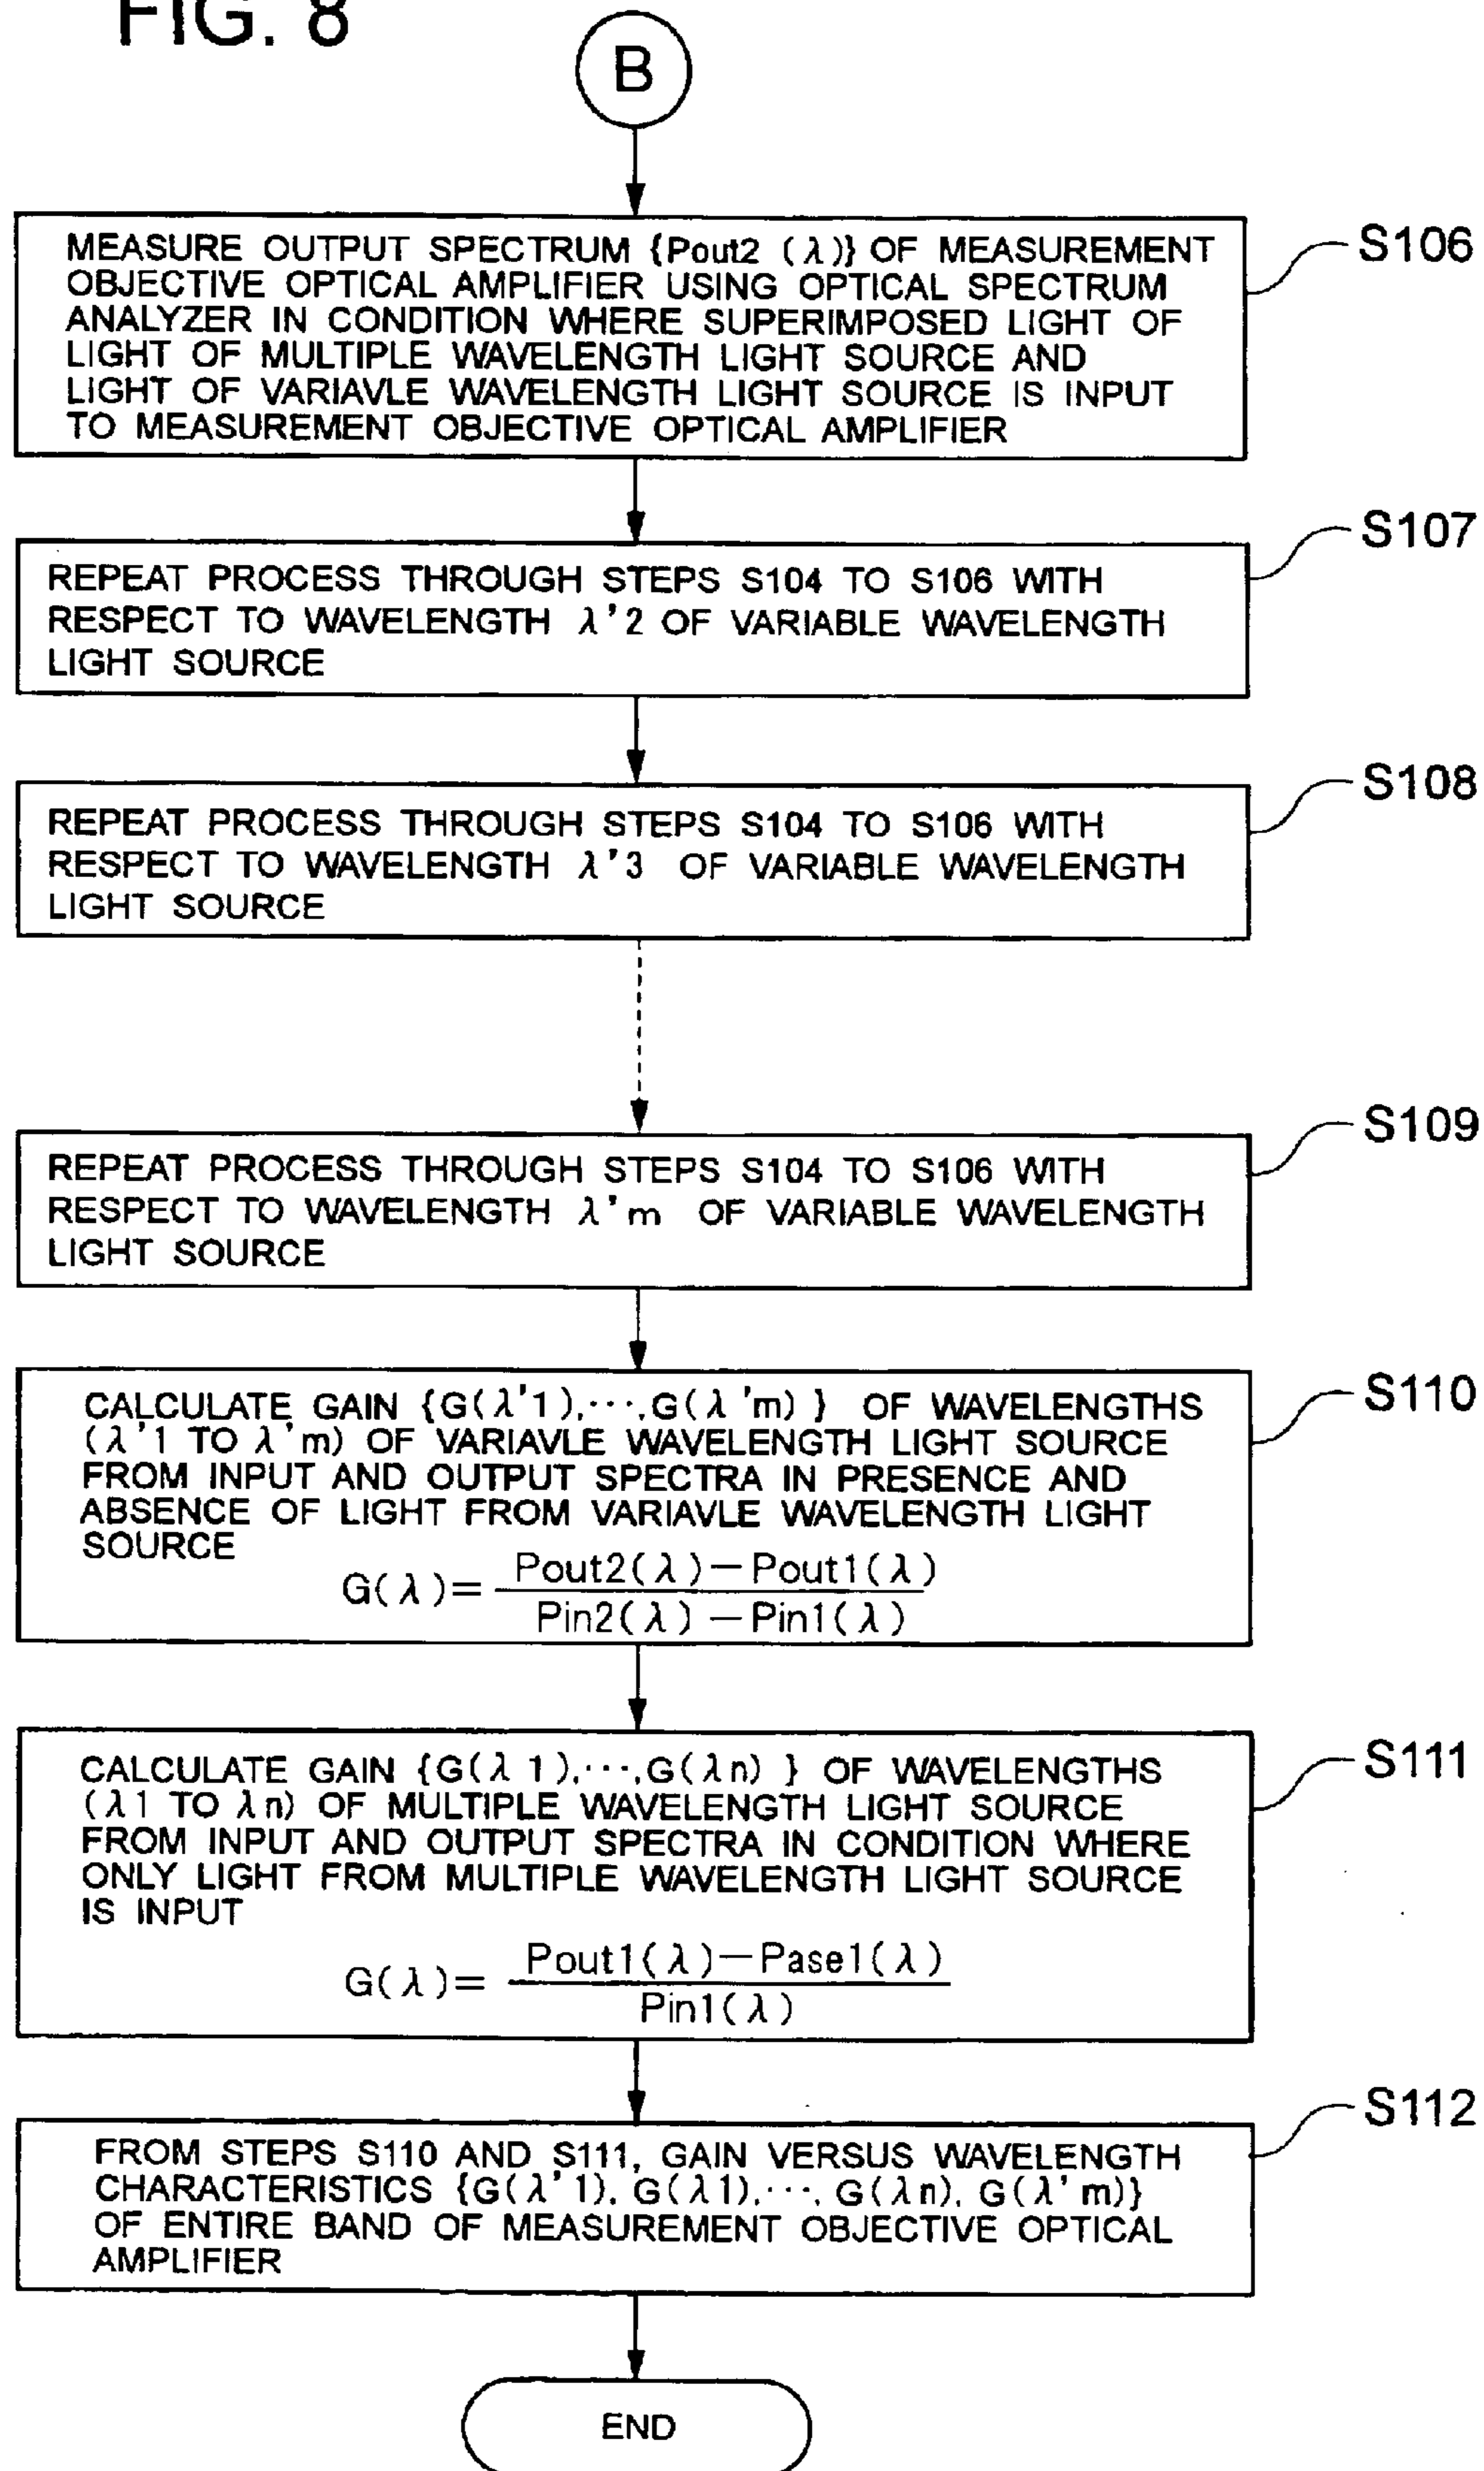 FIG. 8
B
MEASURE OUTPUT SPECTRUM {Pout2 (λ)} OF MEASUREMENT
OBJECTIVE OPTICAL AMPLIFIER USING OPTICAL SPECTRUM
ANALYZER IN CONDITION WHERE SUPERIMPOSED LIGHT OF
LIGHT OF MULTIPLE WAVELENGTH LIGHT SOURCE AND
LIGHT OF VARIAVLE WAVELENGTH LIGHT SOURCE IS INPUT
TO MEASUREMENT OBJECTIVE OPTICAL AMPLIFIER
S106
REPEAT PROCESS THROUGH STEPS S104 TO S106 WITH
RESPECT TO WAVELENGTH λ'2 OF VARIABLE WAVELENGTH
LIGHT SOURCE
S107
REPEAT PROCESS THROUGH STEPS S104 TO S106 WITH
RESPECT TO WAVELENGTH λ'3 OF VARIABLE WAVELENGTH
LIGHT SOURCE
S108
REPEAT PROCESS THROUGH STEPS S104 TO S106 WITH
RESPECT TO WAVELENGTH λ'm OF VARIABLE WAVELENGTH
LIGHT SOURCE
S109
CALCULATE GAIN {G(λ'1),···,G(λ'm) } OF WAVELENGTHS
(λ'1 TO λ'm) OF VARIAVLE WAVELENGTH LIGHT SOURCE
FROM INPUT AND OUTPUT SPECTRA IN PRESENCE AND
ABSENCE OF LIGHT FROM VARIAVLE WAVELENGTH LIGHT
SOURCE
Pout2(λ)−Pout1(λ)
G(λ)=
Pin2(λ)−Pin1(λ)
S110
CALCULATE GAIN {G(λ1),···,G(λn) } OF WAVELENGTHS
(λ1 TO λn) OF MULTIPLE WAVELENGTH LIGHT SOURCE
FROM INPUT AND OUTPUT SPECTRA IN CONDITION WHERE
ONLY LIGHT FROM MULTIPLE WAVELENGTH LIGHT SOURCE
IS INPUT
Pout1(λ)−Pase1(λ)
G(λ)=
Pin1(λ)
S111
FROM STEPS S110 AND S111, GAIN VERSUS WAVELENGTH
CHARACTERISTICS {G(λ'1), G(λ1),···, G(λn), G(λ'm)}
OF ENTIRE BAND OF MEASUREMENT OBJECTIVE OPTICAL
AMPLIFIER
S112
END